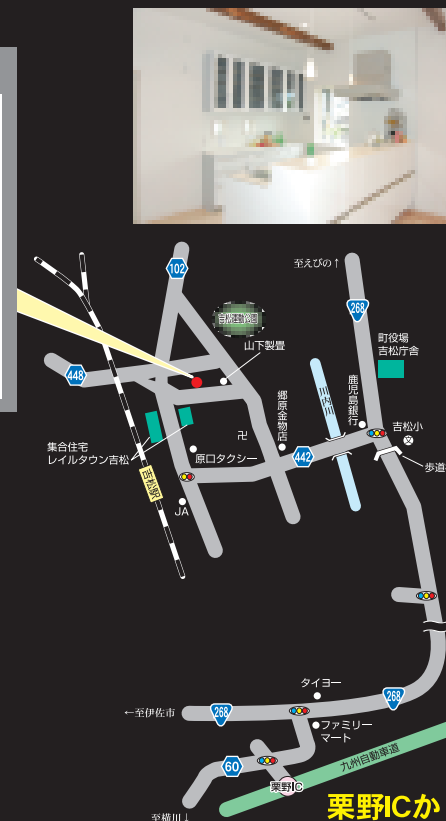 102
至えびの↑
268
町役場
吉松庁舎
山下製畳
448
郷原金物店
川内川
鹿児島銀行
吉松小
文
集合住宅
レイルタウン吉松
卍
原口タクシー
442
歩道
吉松駅
JA
タイヨー
268
←至伊佐市
268
ファミリー
マート
九州自動車道
60
栗野IC
至横川↓
栗野ICか